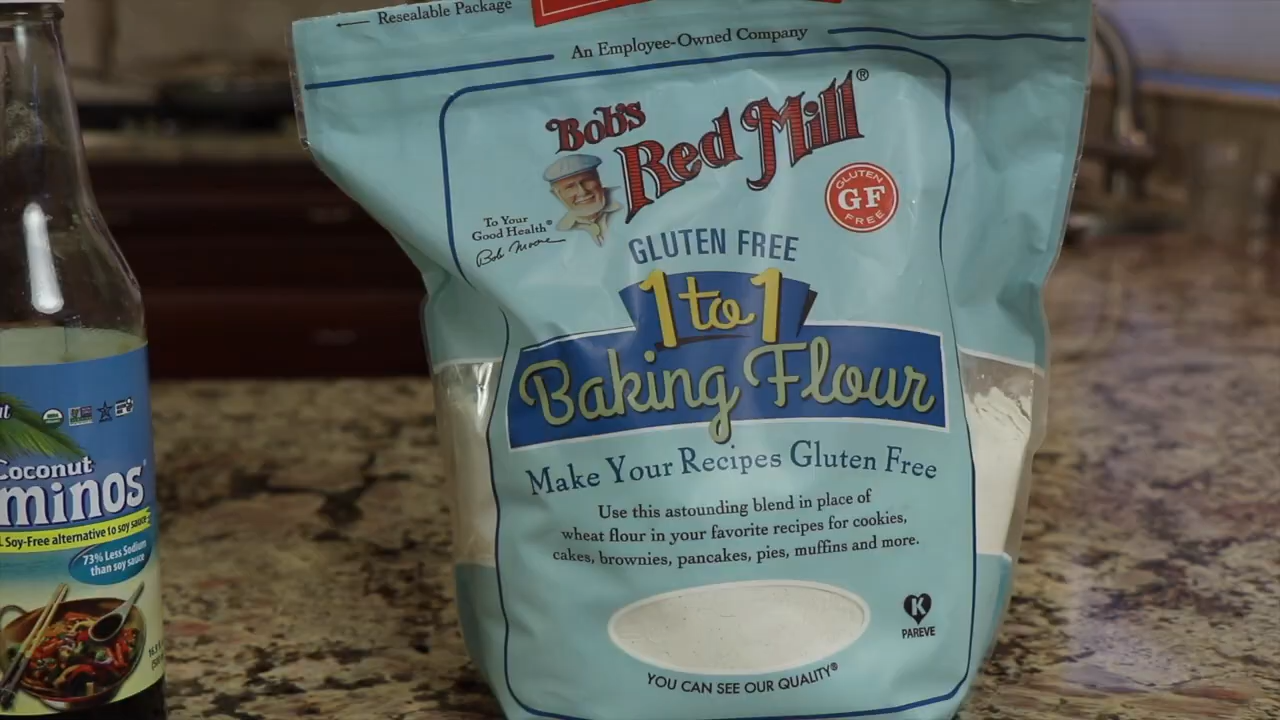 Resealable Package
An Employee-Owned Company
Bob's
Red Mill®
GLUTEN
GF
FREE
To Your
Good Health®
Bob Moore
GLUTEN FREE
1 to 1
Baking Flour
Make Your Recipes Gluten Free
Use this astounding blend in place of
wheat flour in your favorite recipes for cookies,
cakes, brownies, pancakes, pies, muffins and more.
K
PAREVE
YOU CAN SEE OUR QUALITY®
Coconut
minos
Soy-Free alternative to soy sauce
73% Less Sodium
than soy sauce